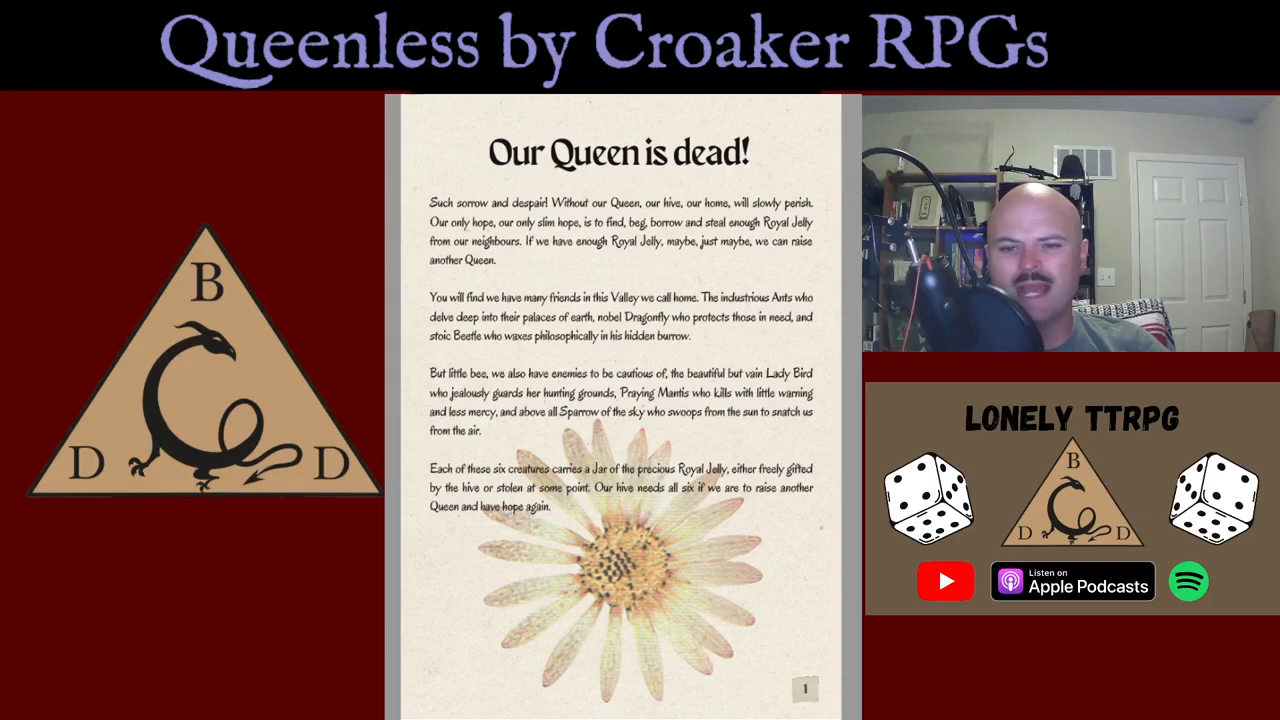 Queenless by Croaker RPGs
Our Queen is dead!
Such sorrow and despair! Without our Queen, our hive, our home, will slowly perish.
Our only hope, our only slim hope, is to find, beg, borrow and steal enough Royal Jelly
from our neighbours. If we have enough Royal Jelly, maybe, just maybe, we can raise
another Queen.
You will find we have many friends in this Valley we call home. The industrious Ants who
delve deep into their palaces of earth, nobel Dragonfly who protects those in need, and
stoic Beetle who waxes philosophically in his hidden burrow.
But little bee, we also have enemies to be cautious of, the beautiful but vain Lady Bird
who jealously guards her hunting grounds, Praying Mantis who kills with little warning
and less mercy, and above all Sparrow of the sky who swoops from the sun to snatch us
from the air.
Each of these six creatures carries a Jar of the precious Royal Jelly, either freely gifted
by the hive or stolen at some point. Our hive needs all six if we are to raise another
Queen and have hope again.
1
B
D D
LONELY TTRPG
B
D D
Listen on
Apple Podcasts